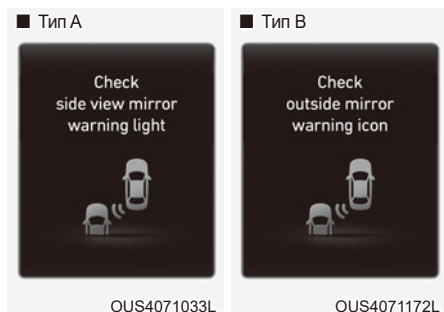 ■ Тип A
Check
side view mirror
warning light
OUS4071033L
■ Тип B
Check
outside mirror
warning icon
OUS4071172L